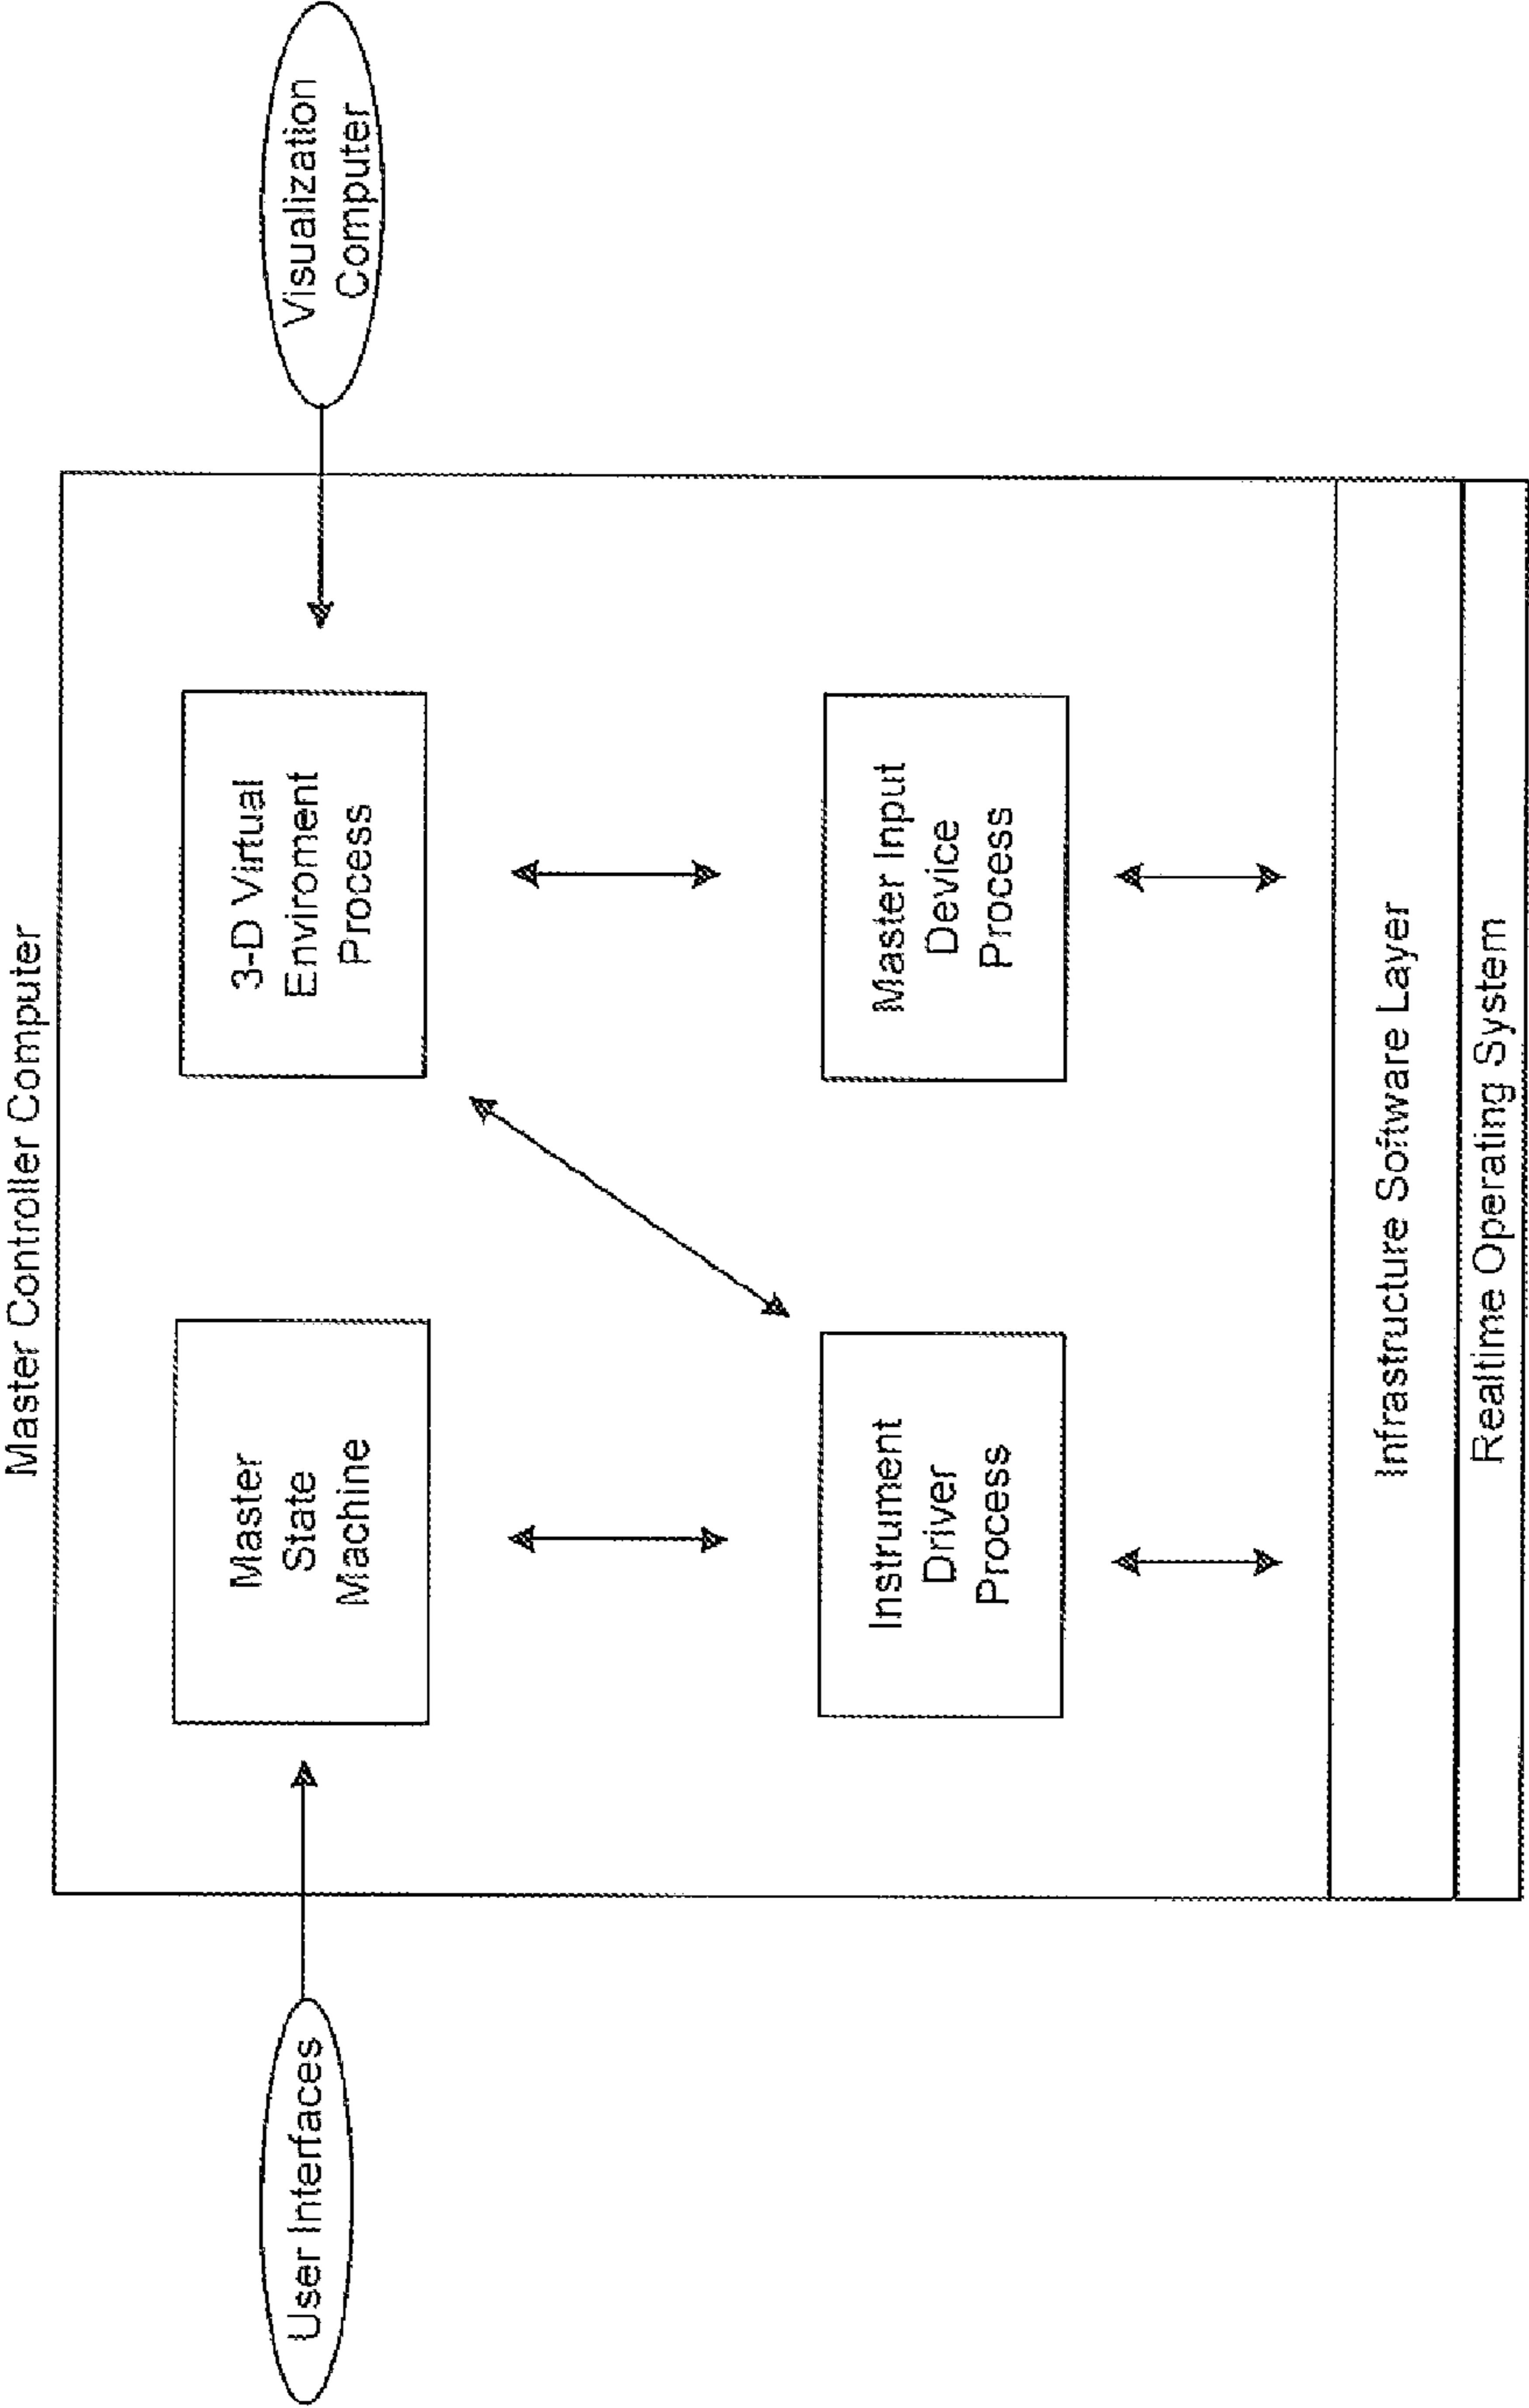 Master Controller Computer
User Interfaces
Master
State
Machine
3-D Virtual
Enviroment
Process
Visualization
Computer
Instrument
Driver
Process
Master Input
Device
Process
Infrastructure Software Layer
Realtime Operating System